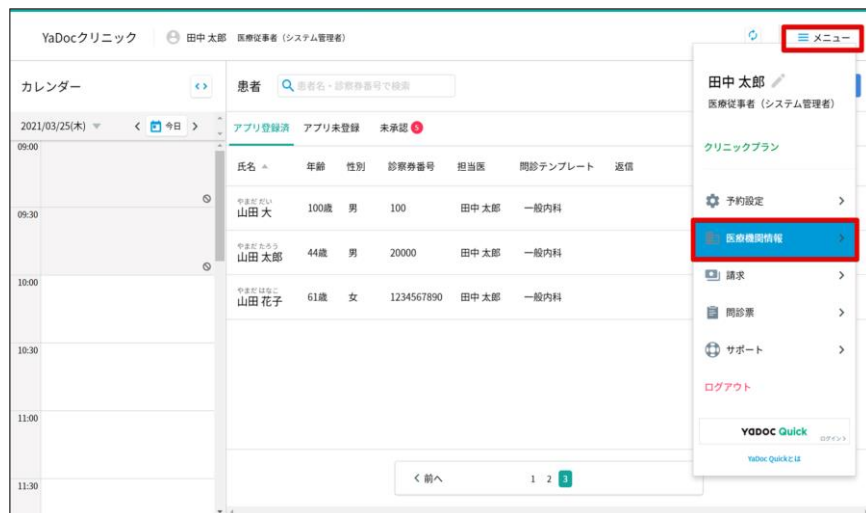 YaDocクリニック 田中 太郎 医療従事者（システム管理者） メニュー
カレンダー
2021/03/25(木) 今日
09:00
09:30
10:00
10:30
11:00
11:30
患者 患者名・診察券番号で検索
アプリ登録済 アプリ未登録 未承認 5
氏名 年齢 性別 診察券番号 担当医 問診テンプレート 返信
やまだ だい
山田 大 100歳 男 100 田中 太郎 一般内科
やまだ たろう
山田 太郎 44歳 男 20000 田中 太郎 一般内科
やまだ はなこ
山田 花子 61歳 女 1234567890 田中 太郎 一般内科
前へ 1 2 3
田中 太郎
医療従事者（システム管理者）
クリニックプラン
予約設定
医療機関情報
請求
問診票
サポート
ログアウト
YaDOC Quick ログイン
YaDoc Quickとは